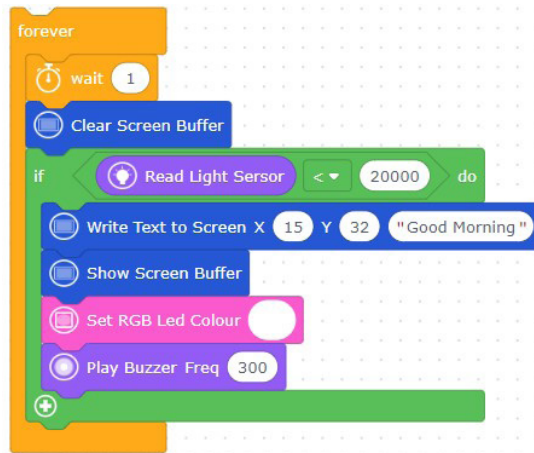 forever
wait 1
Clear Screen Buffer
if Read Light Sersor < 20000 do
Write Text to Screen X 15 Y 32 "Good Morning"
Show Screen Buffer
Set RGB Led Colour
Play Buzzer Freq 300